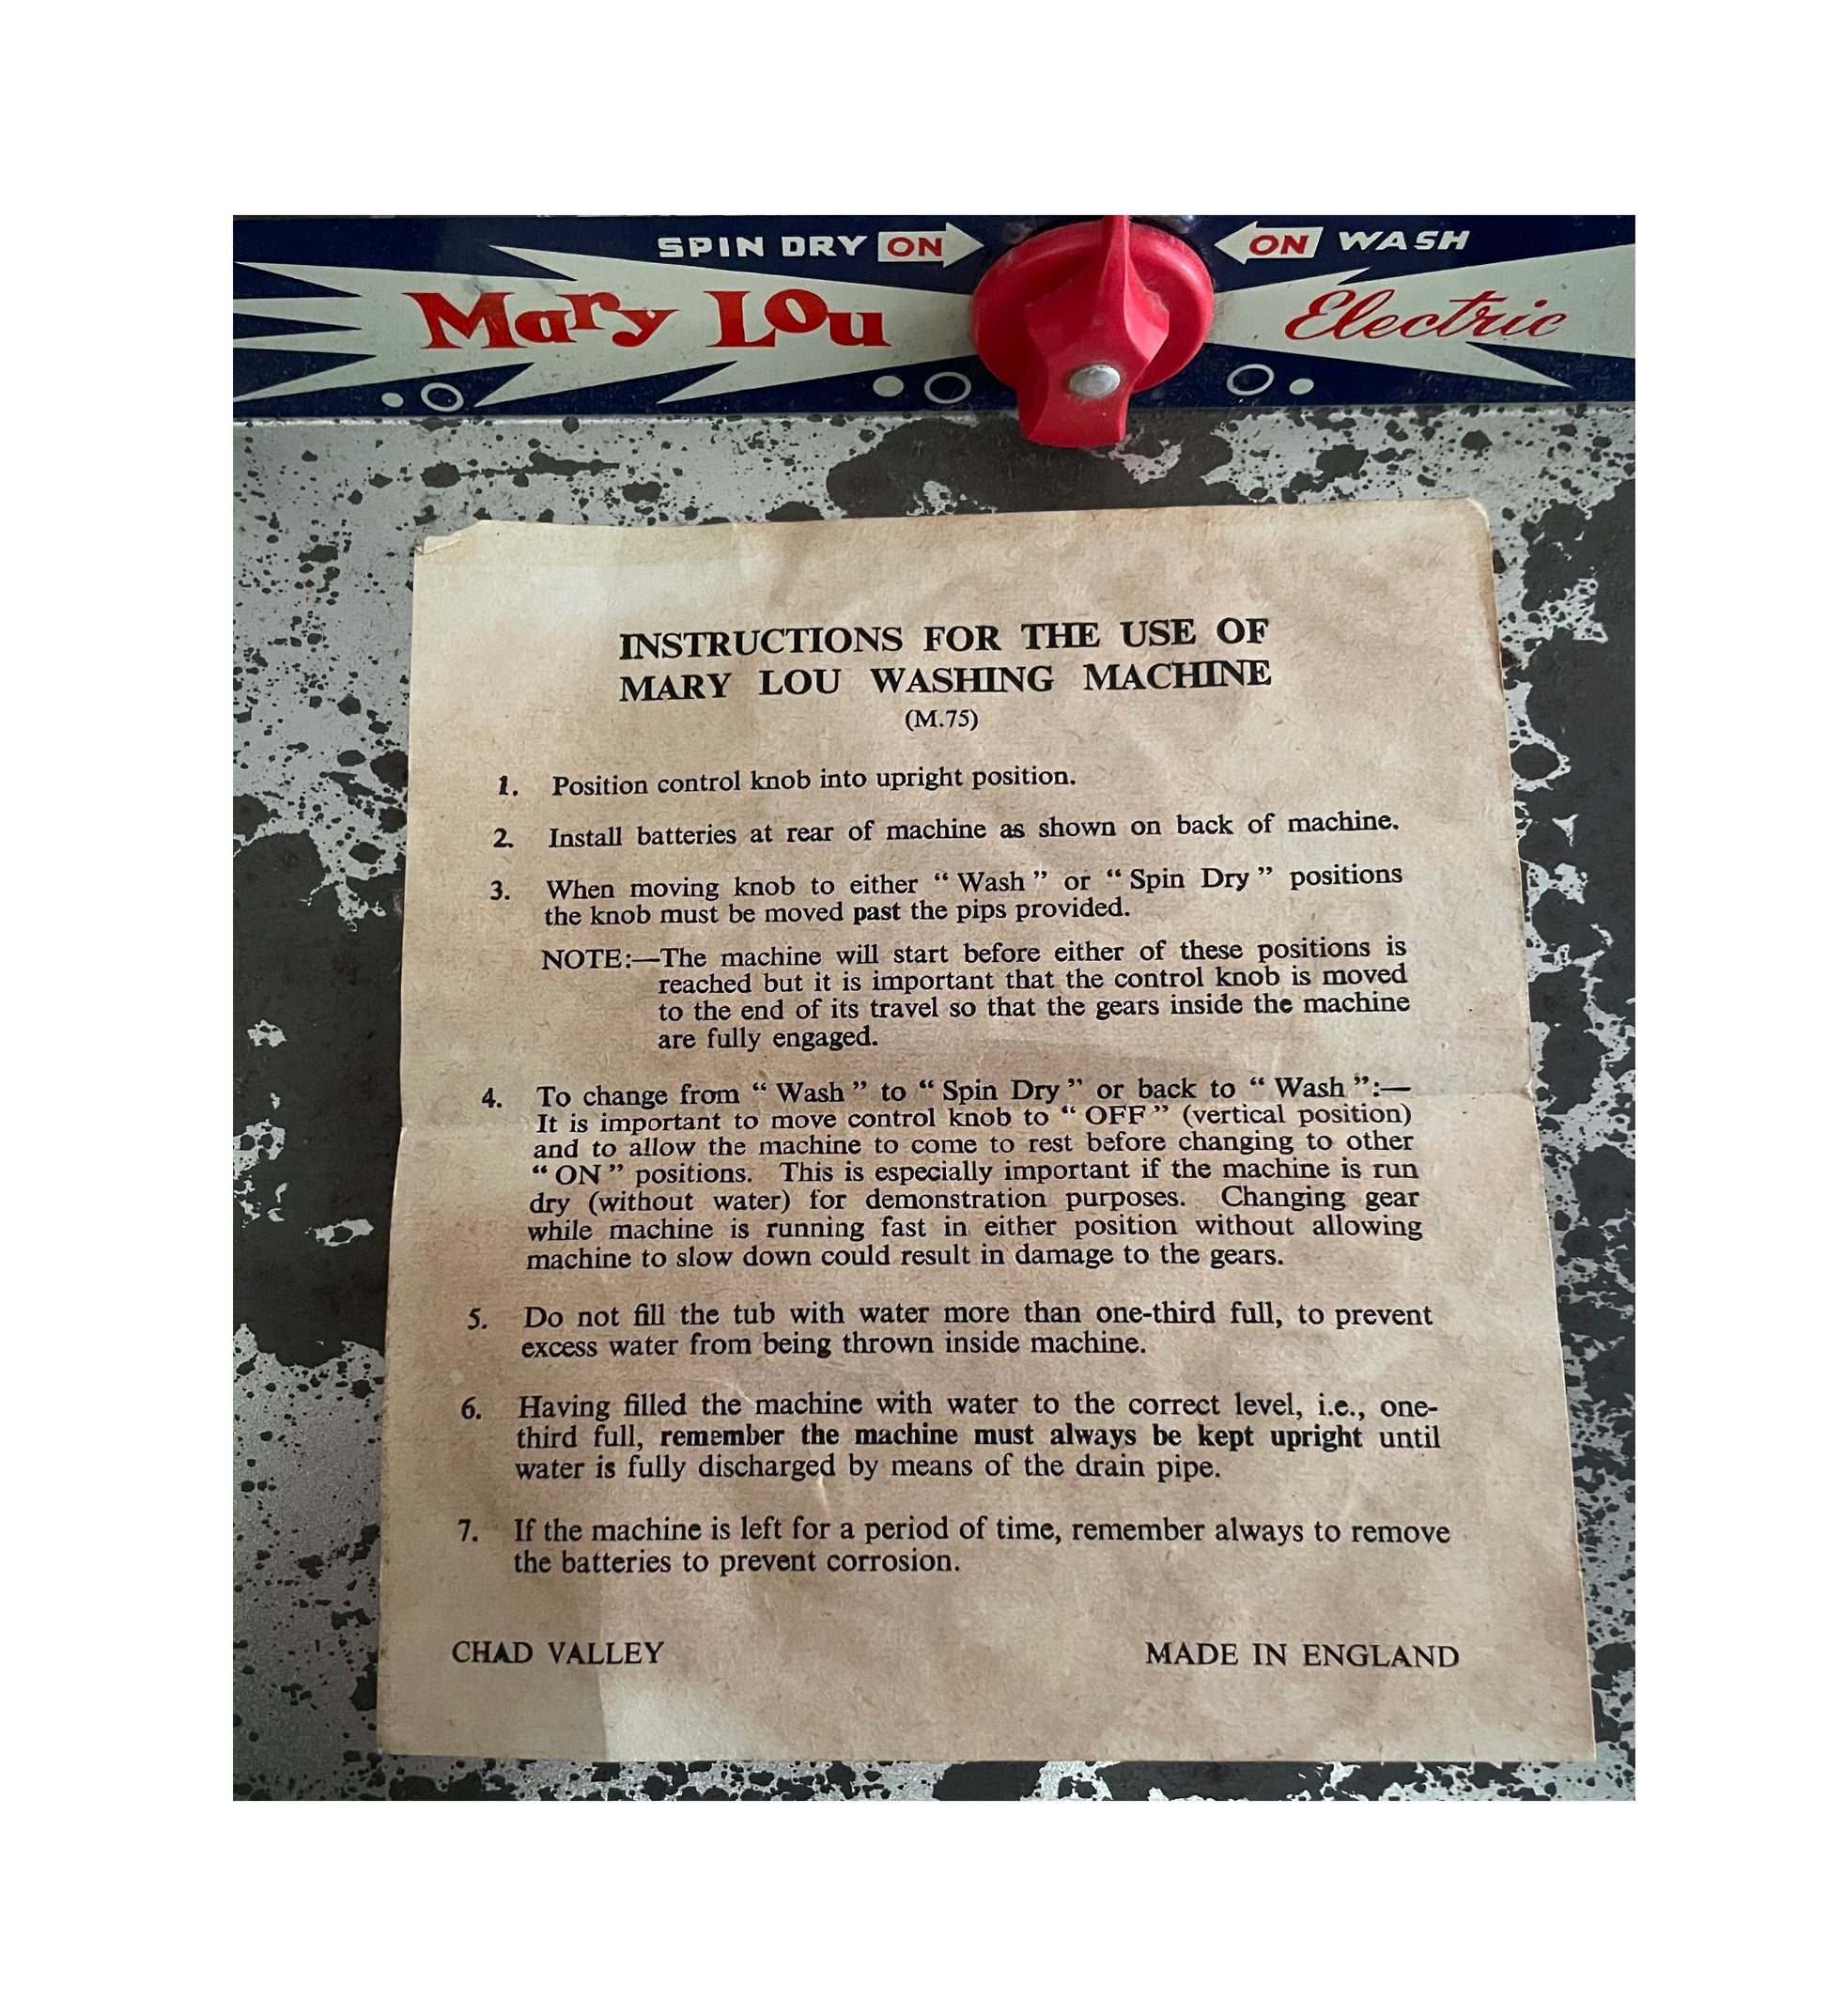 SPIN DRY ON ON WASH
Mary Lou Electric
INSTRUCTIONS FOR THE USE OF
MARY LOU WASHING MACHINE
(M.75)
1. Position control knob into upright position.
2. Install batteries at rear of machine as shown on back of machine.
3. When moving knob to either “ Wash ” or “ Spin Dry ” positions
the knob must be moved past the pips provided.
NOTE:—The machine will start before either of these positions is
reached but it is important that the control knob is moved
to the end of its travel so that the gears inside the machine
are fully engaged.
4. To change from “ Wash ” to “ Spin Dry ” or back to “ Wash ”:—
It is important to move control knob to “ OFF ” (vertical position)
and to allow the machine to come to rest before changing to other
“ ON ” positions. This is especially important if the machine is run
dry (without water) for demonstration purposes. Changing gear
while machine is running fast in either position without allowing
machine to slow down could result in damage to the gears.
5. Do not fill the tub with water more than one-third full, to prevent
excess water from being thrown inside machine.
6. Having filled the machine with water to the correct level, i.e., one-
third full, remember the machine must always be kept upright until
water is fully discharged by means of the drain pipe.
7. If the machine is left for a period of time, remember always to remove
the batteries to prevent corrosion.
CHAD VALLEY MADE IN ENGLAND